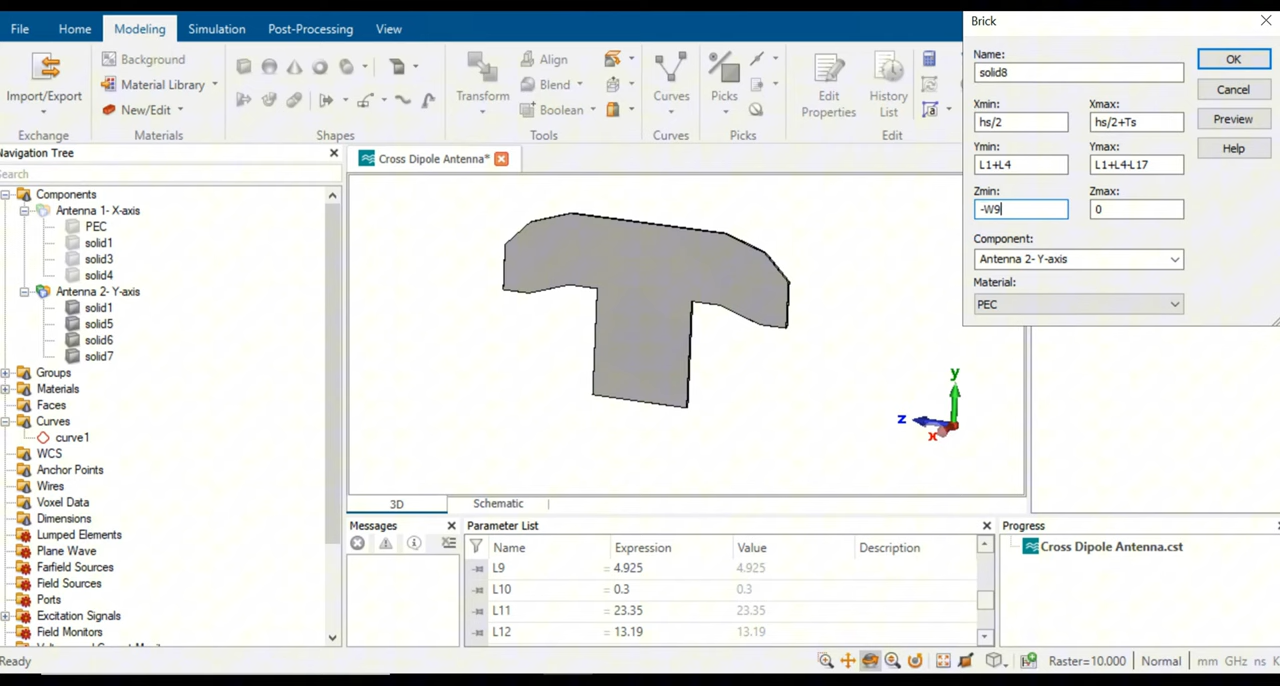 File Home Modeling Simulation Post-Processing View
Brick
Import/Export
Exchange
Background
Material Library
New/Edit
Materials
Shapes
Transform
Align
Blend
Boolean
Tools
Curves
Curves
Picks
Picks
Edit Properties
History List
Edit
Name:
solid8
OK
Cancel
Preview
Help
Xmin: Xmax:
hs/2 hs/2+Ts
Ymin: Ymax:
L1+L4 L1+L4-L17
Zmin: Zmax:
-W9 0
Component:
Antenna 2- Y-axis
Material:
PEC
Navigation Tree
Search
Components
Antenna 1- X-axis
PEC
solid1
solid3
solid4
Antenna 2- Y-axis
solid1
solid5
solid6
solid7
Groups
Materials
Faces
Curves
curve1
WCS
Anchor Points
Wires
Voxel Data
Dimensions
Lumped Elements
Plane Wave
Farfield Sources
Field Sources
Ports
Excitation Signals
Field Monitors
Cross Dipole Antenna*
y
z
x
3D Schematic
Messages
Parameter List
Name Expression Value Description
L9 = 4.925 4.925
L10 = 0.3 0.3
L11 = 23.35 23.35
L12 = 13.19 13.19
Progress
Cross Dipole Antenna.cst
Ready
Raster=10.000 Normal mm GHz ns K